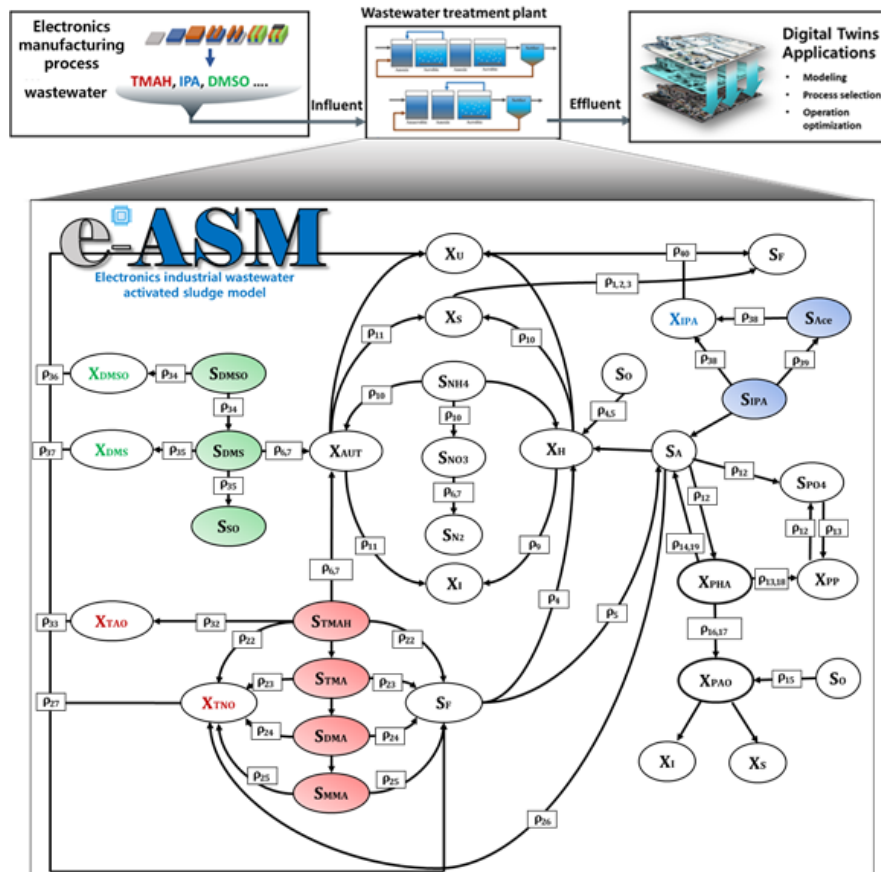 Wastewater treatment plant
Electronics
manufacturing
process
wastewater
TMAH, IPA, DMSO ....
Influent
Effluent
Digital Twins
Applications
• Modeling
• Process selection
• Operation
optimization
e-ASM
Electronics industrial wastewater
activated sludge model
XU
ρ40
SF
ρ1,2,3
XS
ρ11
ρ10
XIPA
ρ38
SAce
ρ38
ρ39
SIPA
ρ36
XDMSO
ρ34
SDMSO
ρ34
ρ10
SNH4
ρ10
SO
ρ4,5
ρ37
XDMS
ρ35
SDMS
ρ6,7
XAUT
SNO3
XH
SA
ρ12
SPO4
ρ35
ρ6,7
ρ12
ρ12
ρ13
SSO
SN2
ρ11
ρ9
ρ14,19
ρ6,7
XI
XPHA
ρ13,18
XPP
ρ4
ρ5
ρ33
XTAO
ρ32
STMAH
ρ22
ρ22
ρ16,17
ρ27
XTNO
ρ23
STMA
ρ23
SF
XPAO
ρ15
SO
ρ24
SDMA
ρ24
XI
XS
ρ25
SMMA
ρ25
ρ26